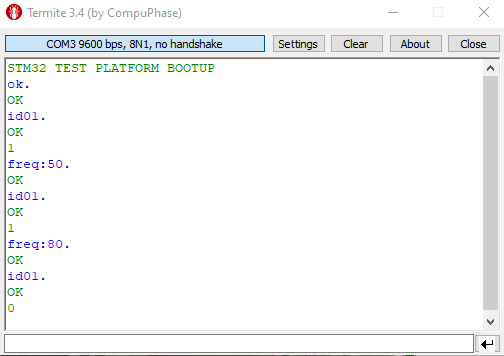 Termite 3.4 (by CompuPhase)
COM3 9600 bps, 8N1, no handshake
Settings
Clear
About
Close
STM32 TEST PLATFORM BOOTUP
ok.
OK
id01.
OK
1
freq:50.
OK
id01.
OK
1
freq:80.
OK
id01.
OK
0